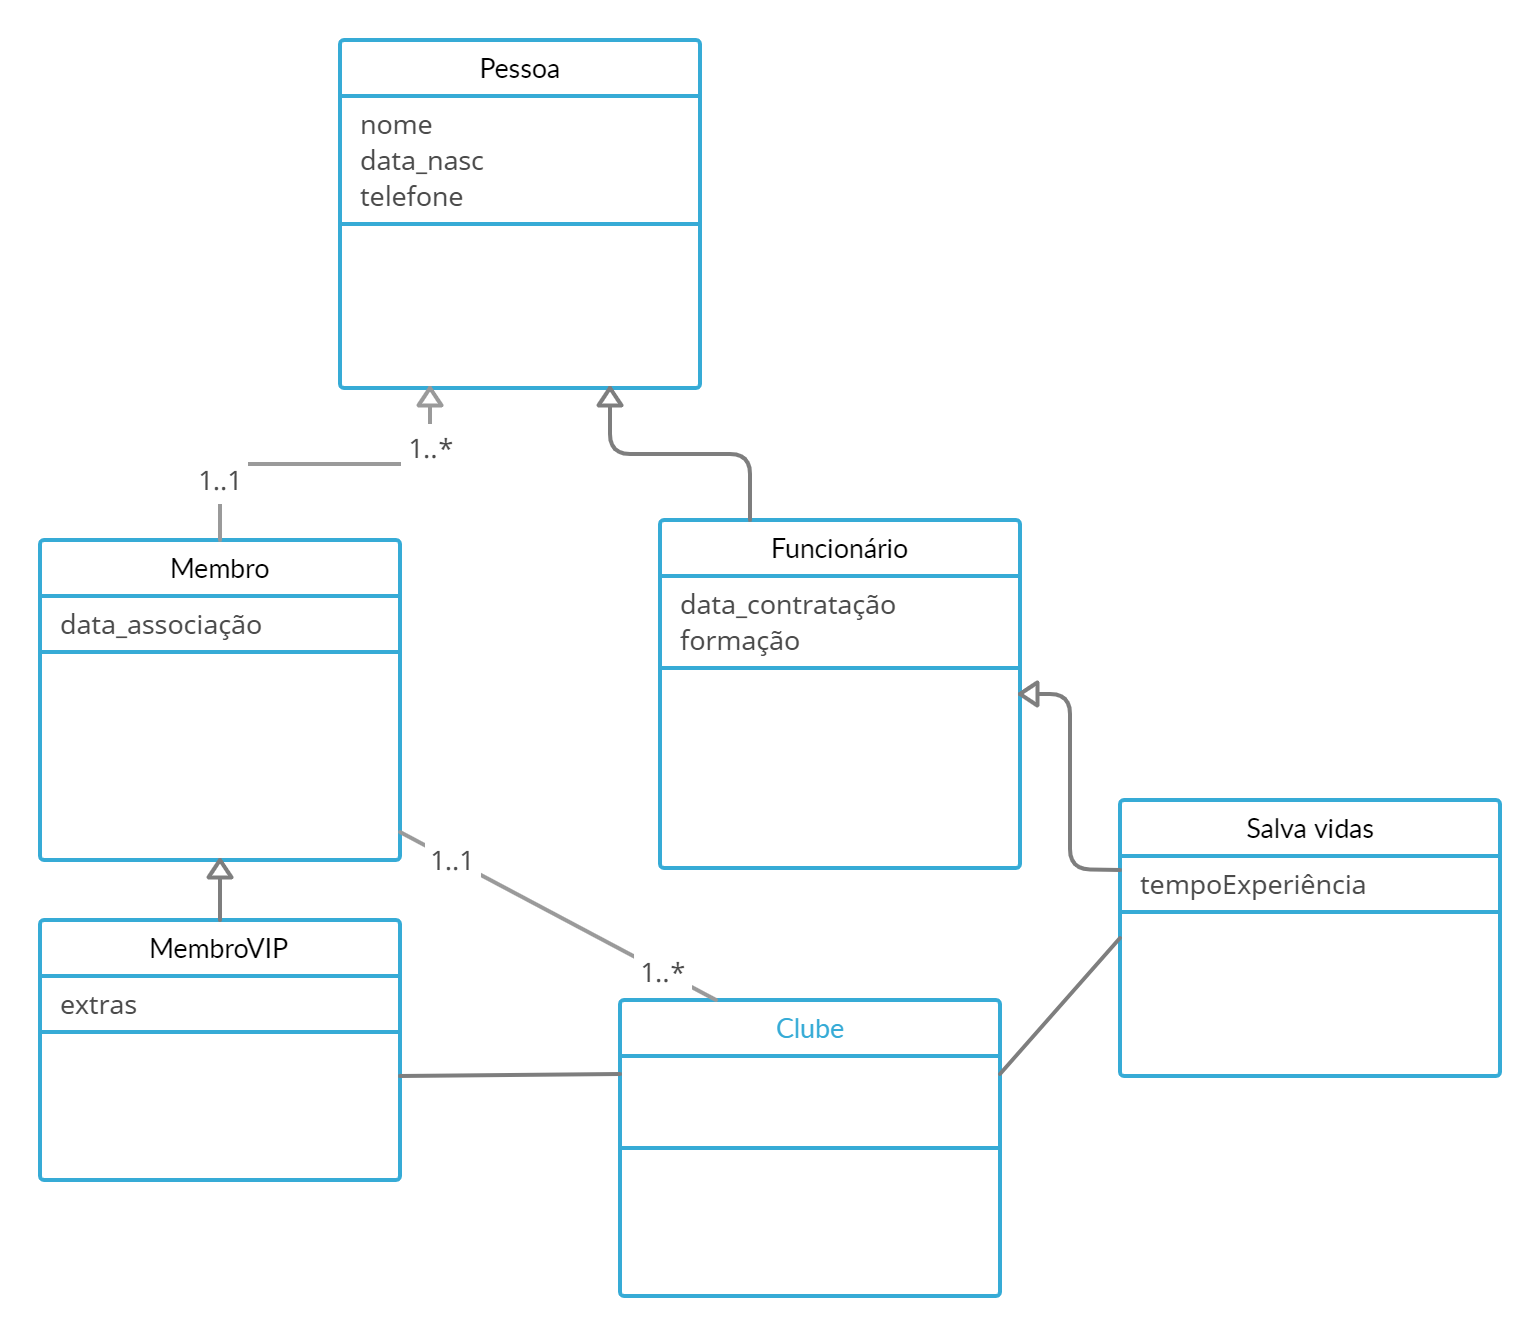 Pessoa
nome
data_nasc
telefone
1..*
1..1
Membro
data_associação
Funcionário
data_contratação
formação
Salva vidas
tempoExperiência
1..1
MembroVIP
extras
1..*
Clube